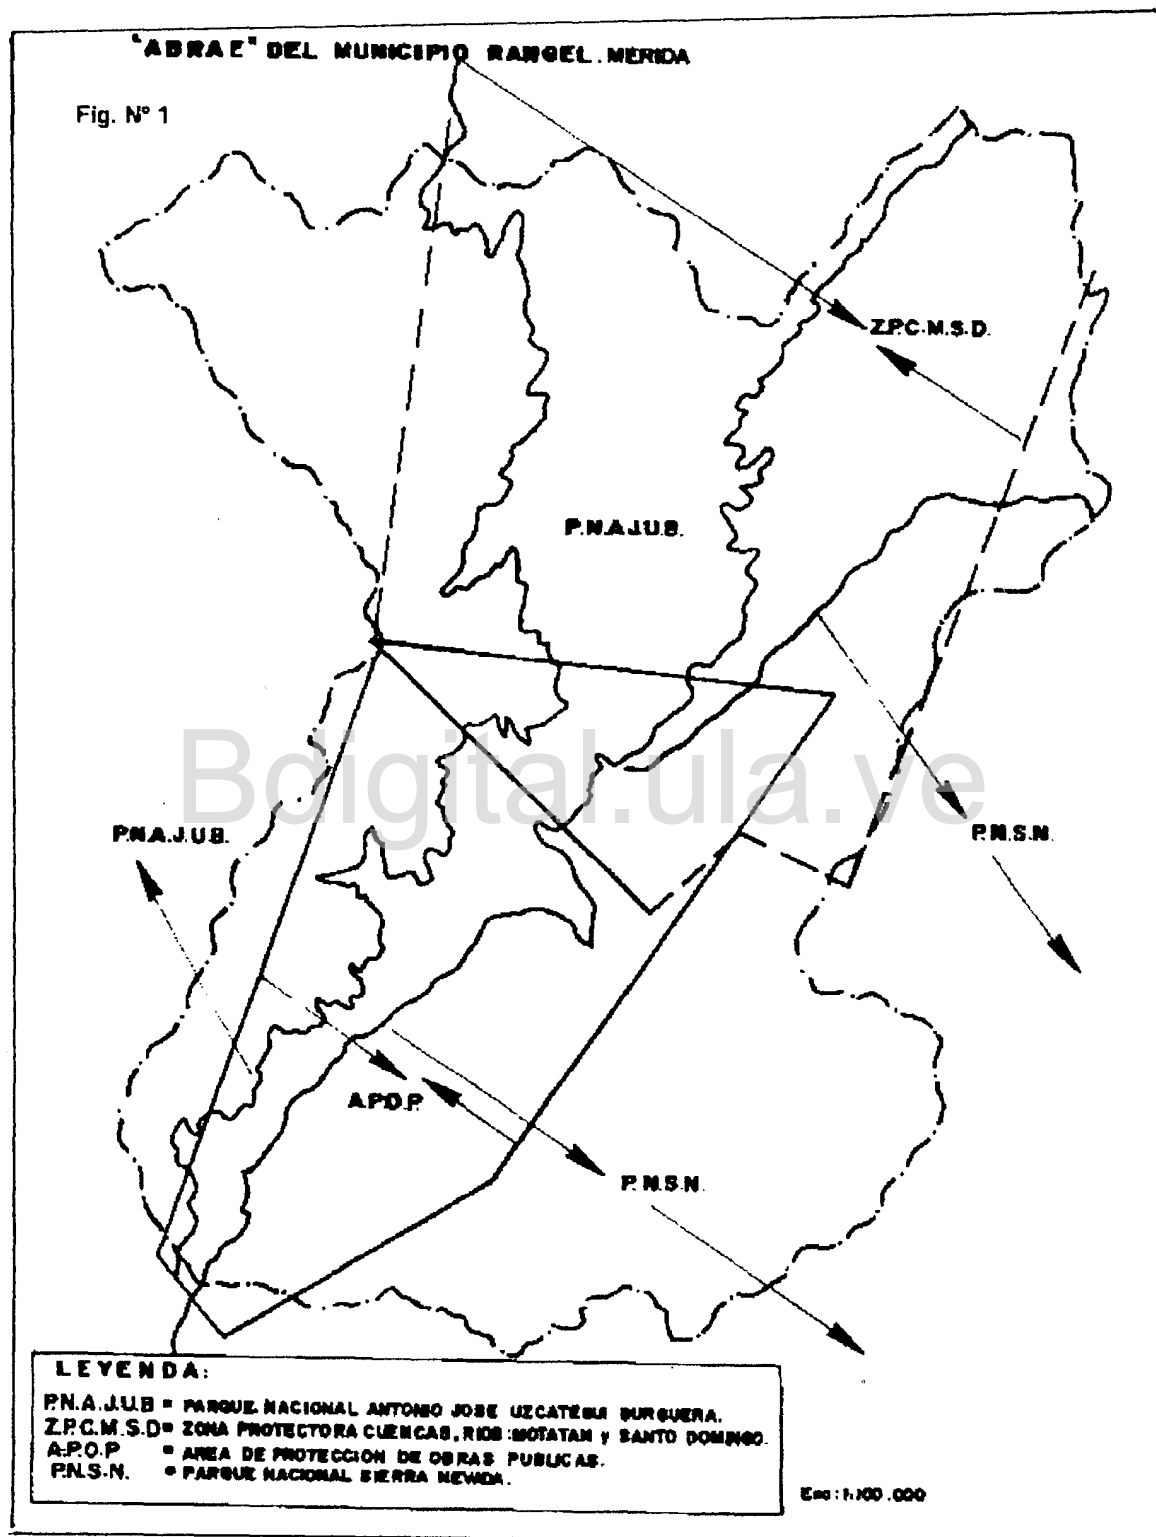 "ABRAE" DEL MUNICIPIO RANGEL. MERIDA
Fig. Nº 1
Z.P.C.M.S.D.
P.N.A.J.U.B.
Bdigital.ula.ve
P.N.A.J.U.B.
P.N.S.N.
A.P.O.P.
P.N.S.N.
LEYENDA:
P.N.A.J.U.B = PARQUE NACIONAL ANTONIO JOSE UZCATEGUI BURGUERA.
Z.P.C.M.S.D = ZONA PROTECTORA CUENCAS, RIOS: MOTATAN y SANTO DOMINGO.
A.P.O.P = AREA DE PROTECCION DE OBRAS PUBLICAS.
P.N.S.N. = PARQUE NACIONAL SIERRA NEVADA.
Esc: 1:100.000